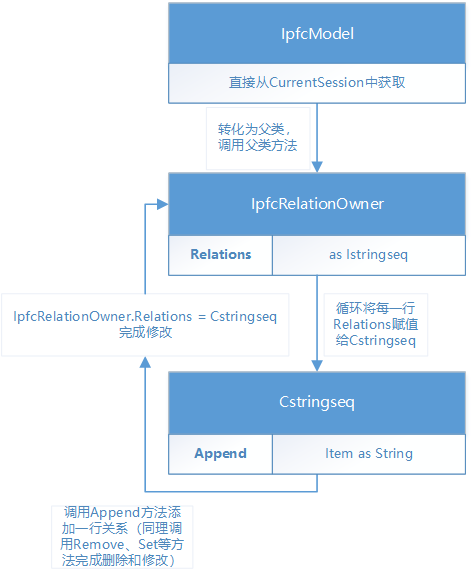 IpfcModel
直接从CurrentSession中获取
转化为父类，
调用父类方法
IpfcRelationOwner
Relations
as Istringseq
IpfcRelationOwner.Relations = Cstringseq
完成修改
循环将每一行
Relations赋值
给Cstringseq
Cstringseq
Append
Item as String
调用Append方法添
加一行关系（同理调
用Remove、Set等方
法完成删除和修改）